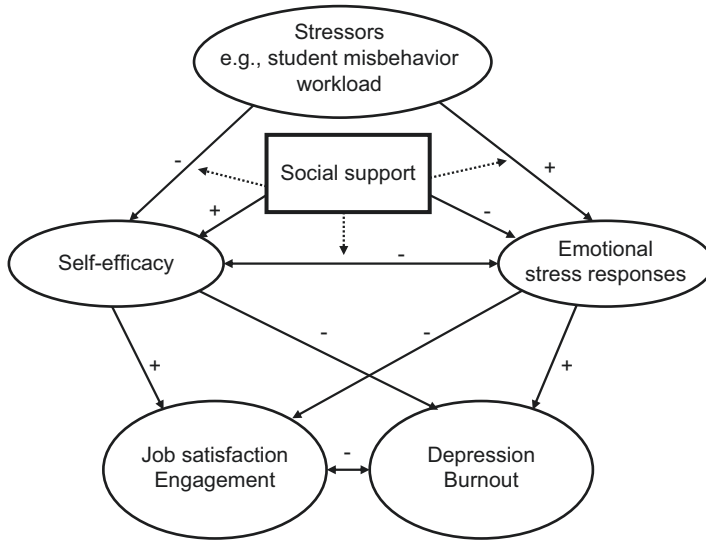 Stressors
e.g., student misbehavior
workload
-
Social support
+
+
-
Self-efficacy
-
Emotional
stress responses
+
-
-
+
Job satisfaction
Engagement
-
Depression
Burnout